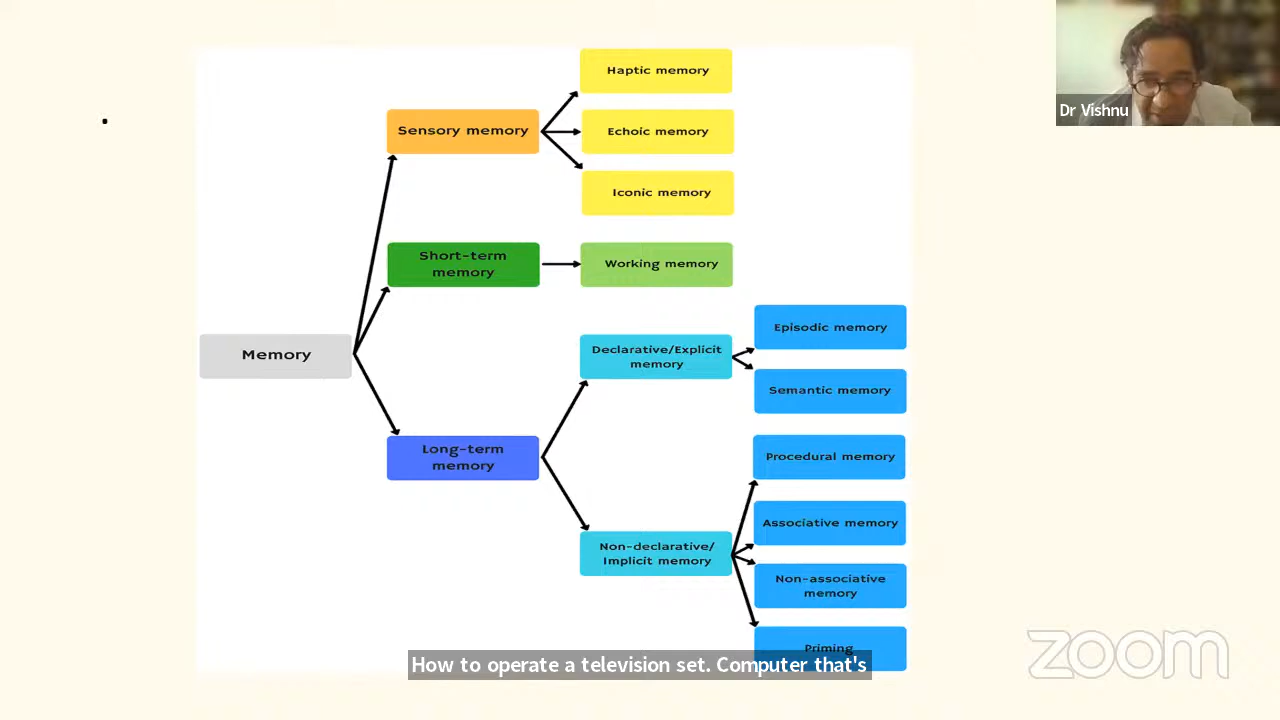 Haptic memory
Sensory memory
Echoic memory
Iconic memory
Short-term
memory
Working memory
Memory
Long-term
memory
Declarative/Explicit
memory
Episodic memory
Semantic memory
Non-declarative/
Implicit memory
Procedural memory
Associative memory
Non-associative
memory
Priming
How to operate a television set. Computer that's
Dr Vishnu
zoom